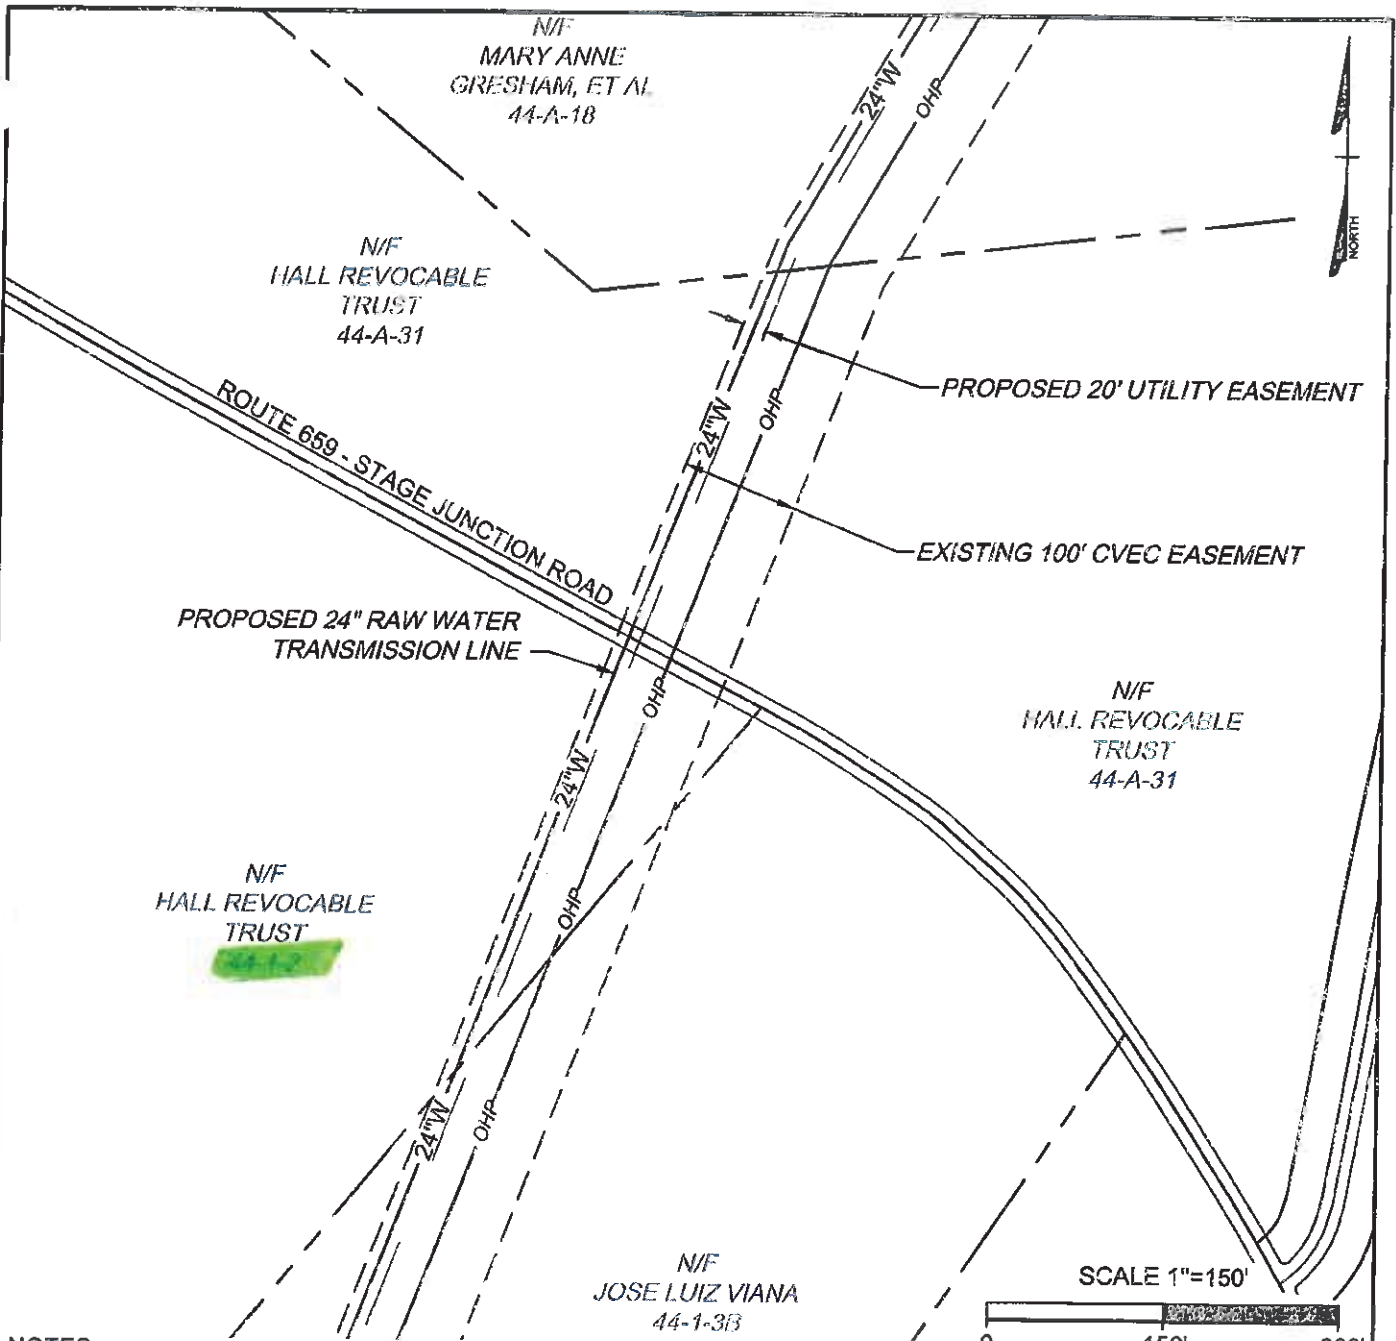 N/F
MARY ANNE
GRESHAM, ET AL
44-A-18
24"W
OHP
NORTH
N/F
HALL REVOCABLE
TRUST
44-A-31
PROPOSED 20' UTILITY EASEMENT
24"W
OHP
ROUTE 659 - STAGE JUNCTION ROAD
EXISTING 100' CVEC EASEMENT
PROPOSED 24" RAW WATER
TRANSMISSION LINE
OHP
N/F
HALL REVOCABLE
TRUST
44-A-31
24"W
N/F
HALL REVOCABLE
TRUST
OHP
24"W
OHP
N/F
JOSE LUIZ VIANA
44-1-3B
SCALE 1"=150'
NOTES
0
150'